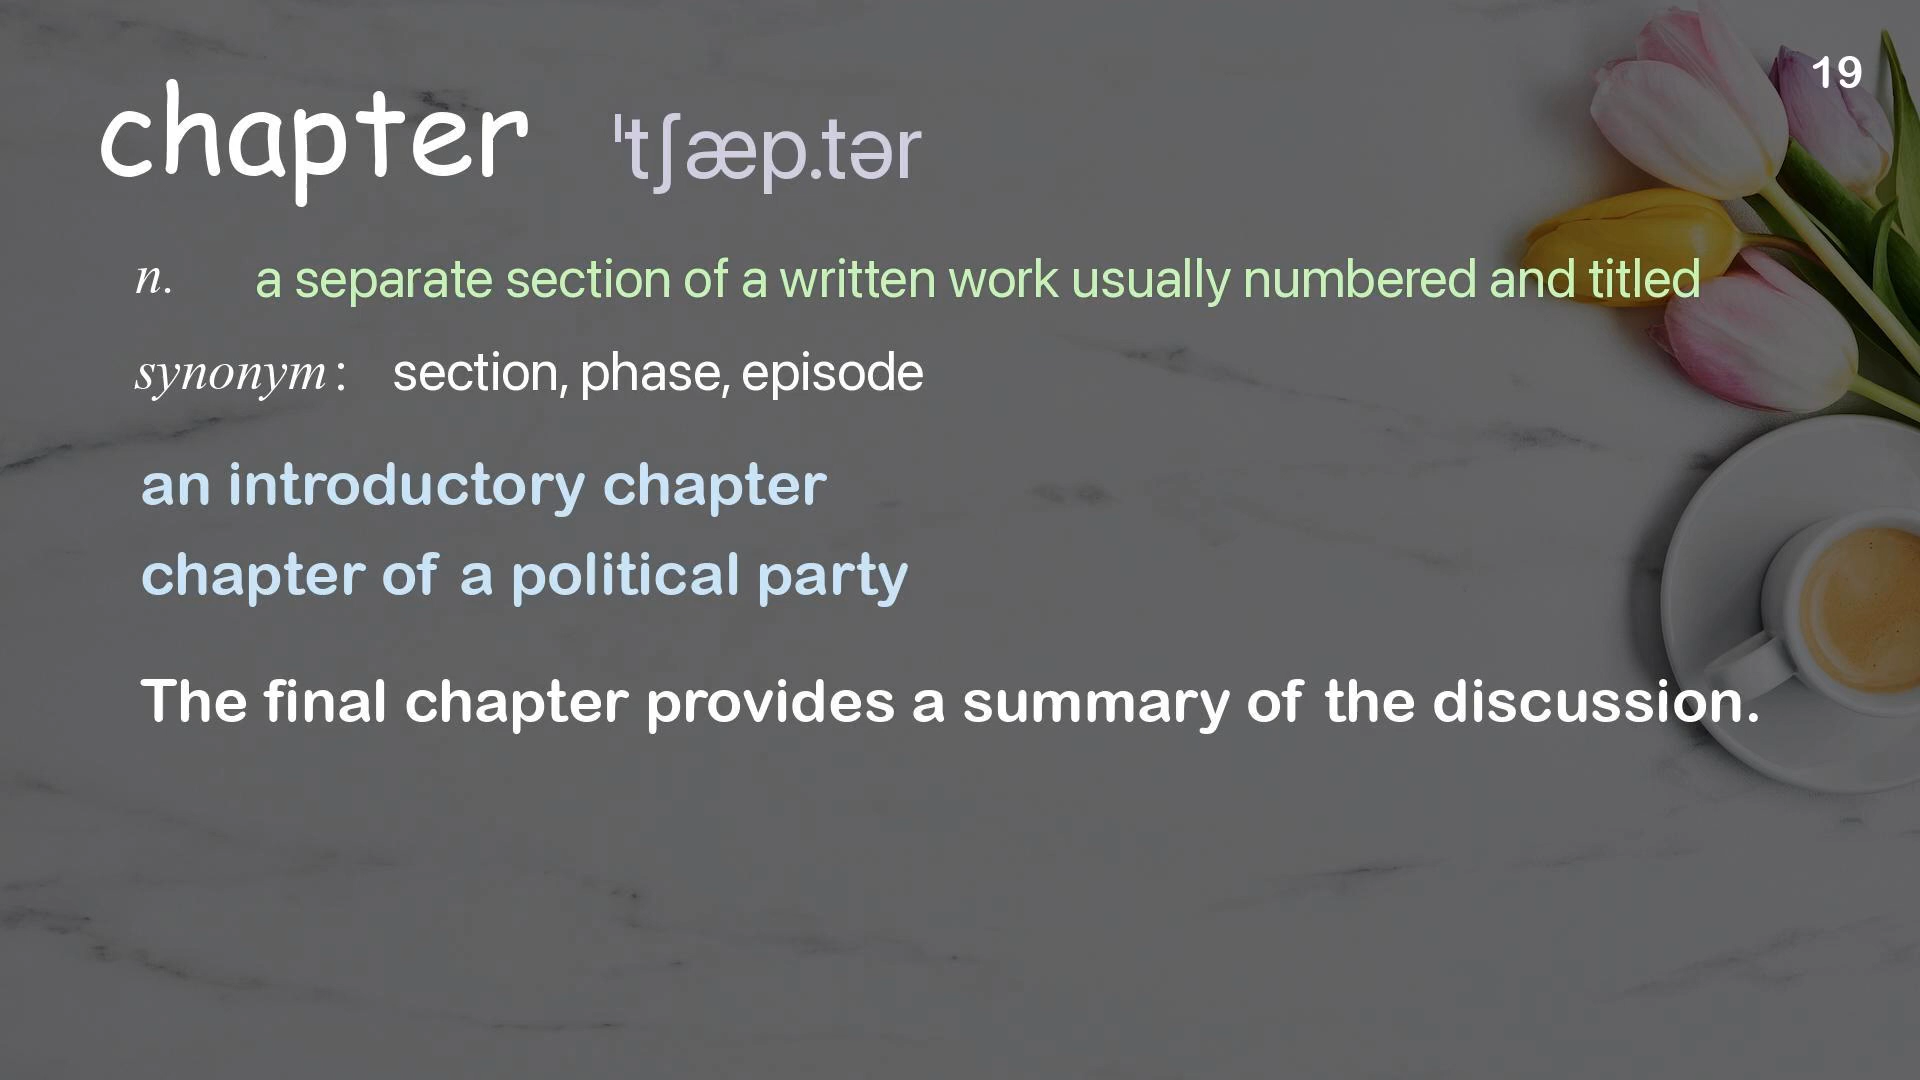 19
chapter ˈtʃæp.tər
n. a separate section of a written work usually numbered and titled
synonym: section, phase, episode
an introductory chapter
chapter of a political party
The final chapter provides a summary of the discussion.